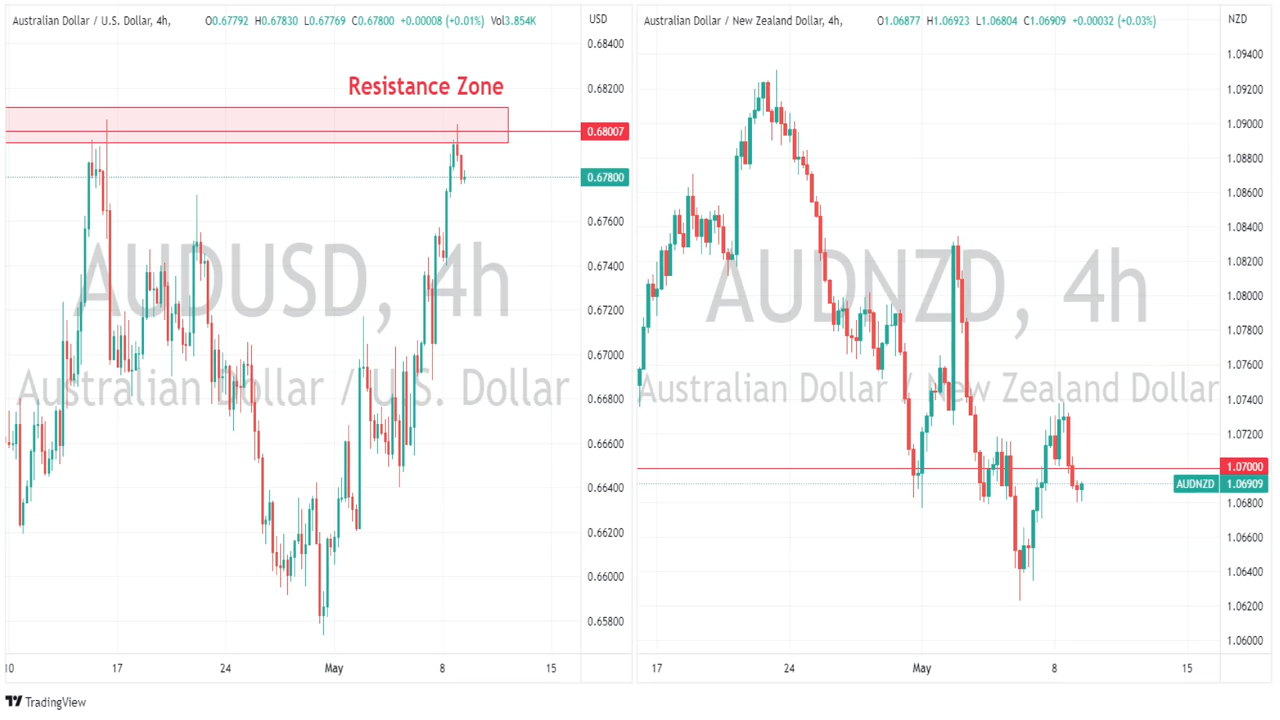 Australian Dollar / U.S. Dollar, 4h, O0.67792 H0.67830 L0.67769 C0.67800 +0.00008 (+0.01%) Vol3.854K
USD
0.68400
0.68200
Resistance Zone
0.68007
0.67800
0.67600
0.67400
0.67200
0.67000
0.66800
0.66600
0.66400
0.66200
0.66000
0.65800
AUDUSD, 4h
Australian Dollar / U.S. Dollar
10 17 24 May 8 15
Australian Dollar / New Zealand Dollar, 4h, O1.06877 H1.06923 L1.06804 C1.06909 +0.00032 (+0.03%)
NZD
1.09400
1.09200
1.09000
1.08800
1.08600
1.08400
1.08200
1.08000
1.07800
1.07600
1.07400
1.07200
1.07000
AUDNZD 1.06909
1.06800
1.06600
1.06400
1.06200
1.06000
AUDNZD, 4h
Australian Dollar / New Zealand Dollar
17 24 May 8 15
TradingView